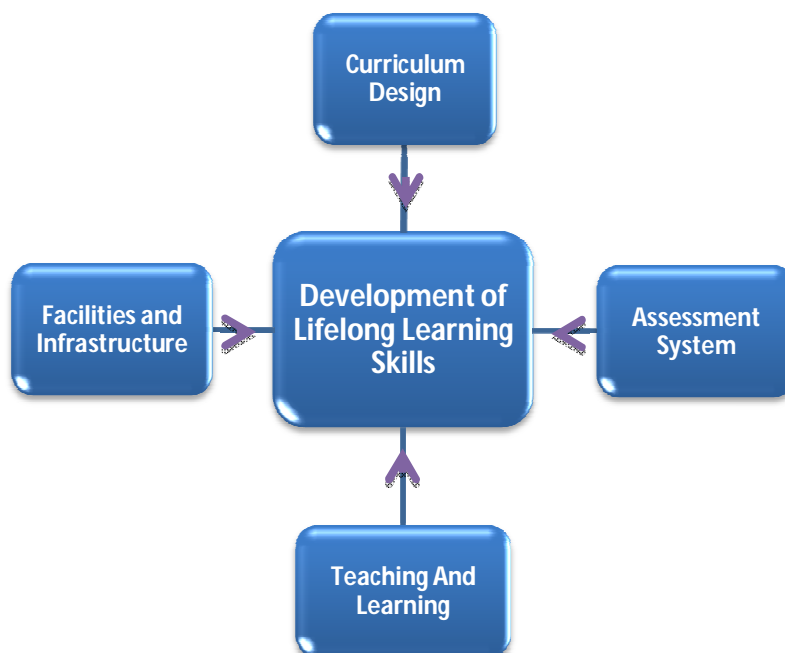 Curriculum
Design
Facilities and
Infrastructure
Development of
Lifelong Learning
Skills
Assessment
System
Teaching And
Learning